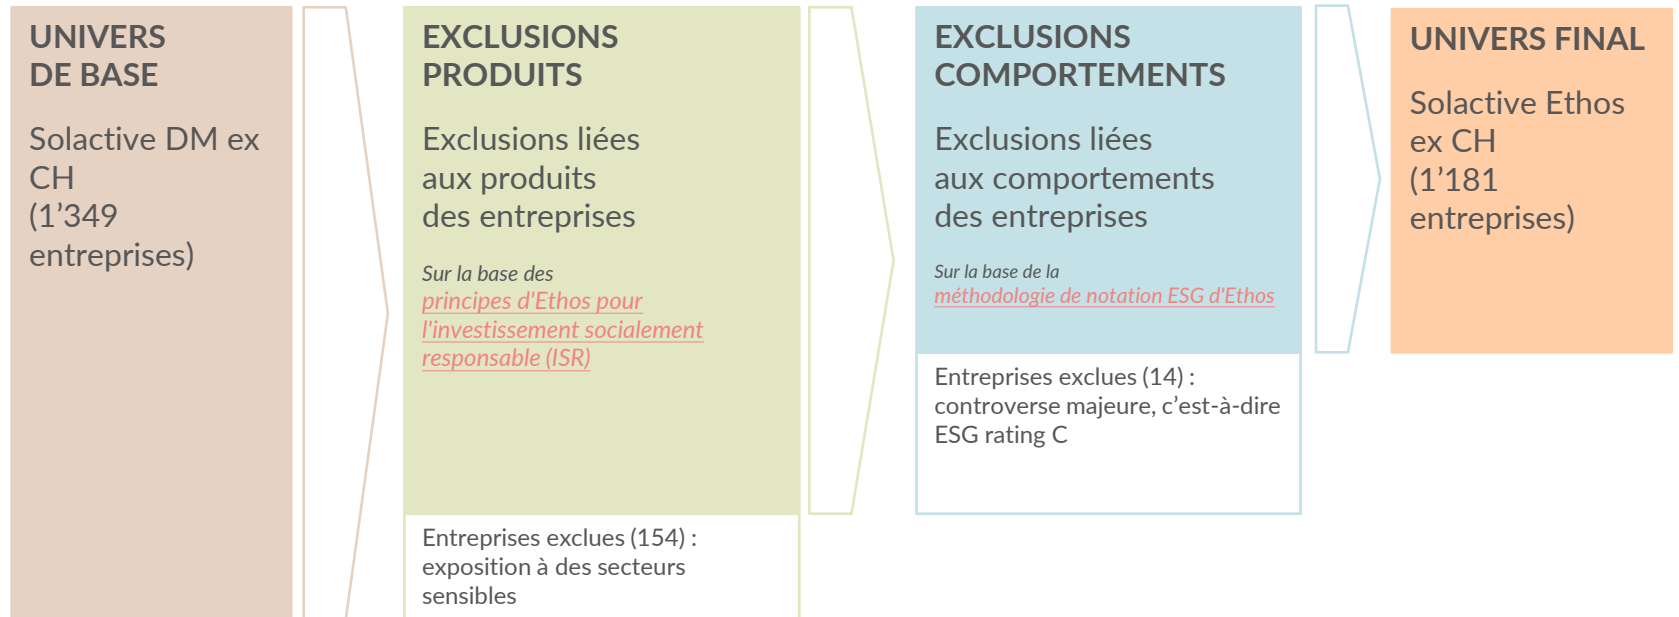 UNIVERS
DE BASE
Solactive DM ex
CH
(1’349
entreprises)
EXCLUSIONS
PRODUITS
Exclusions liées
aux produits
des entreprises
Sur la base des
principes d'Ethos pour
l'investissement socialement
responsable (ISR)
Entreprises exclues (154) :
exposition à des secteurs
sensibles
EXCLUSIONS
COMPORTEMENTS
Exclusions liées
aux comportements
des entreprises
Sur la base de la
méthodologie de notation ESG d'Ethos
Entreprises exclues (14) :
controverse majeure, c’est-à-dire
ESG rating C
UNIVERS FINAL
Solactive Ethos
ex CH
(1’181
entreprises)